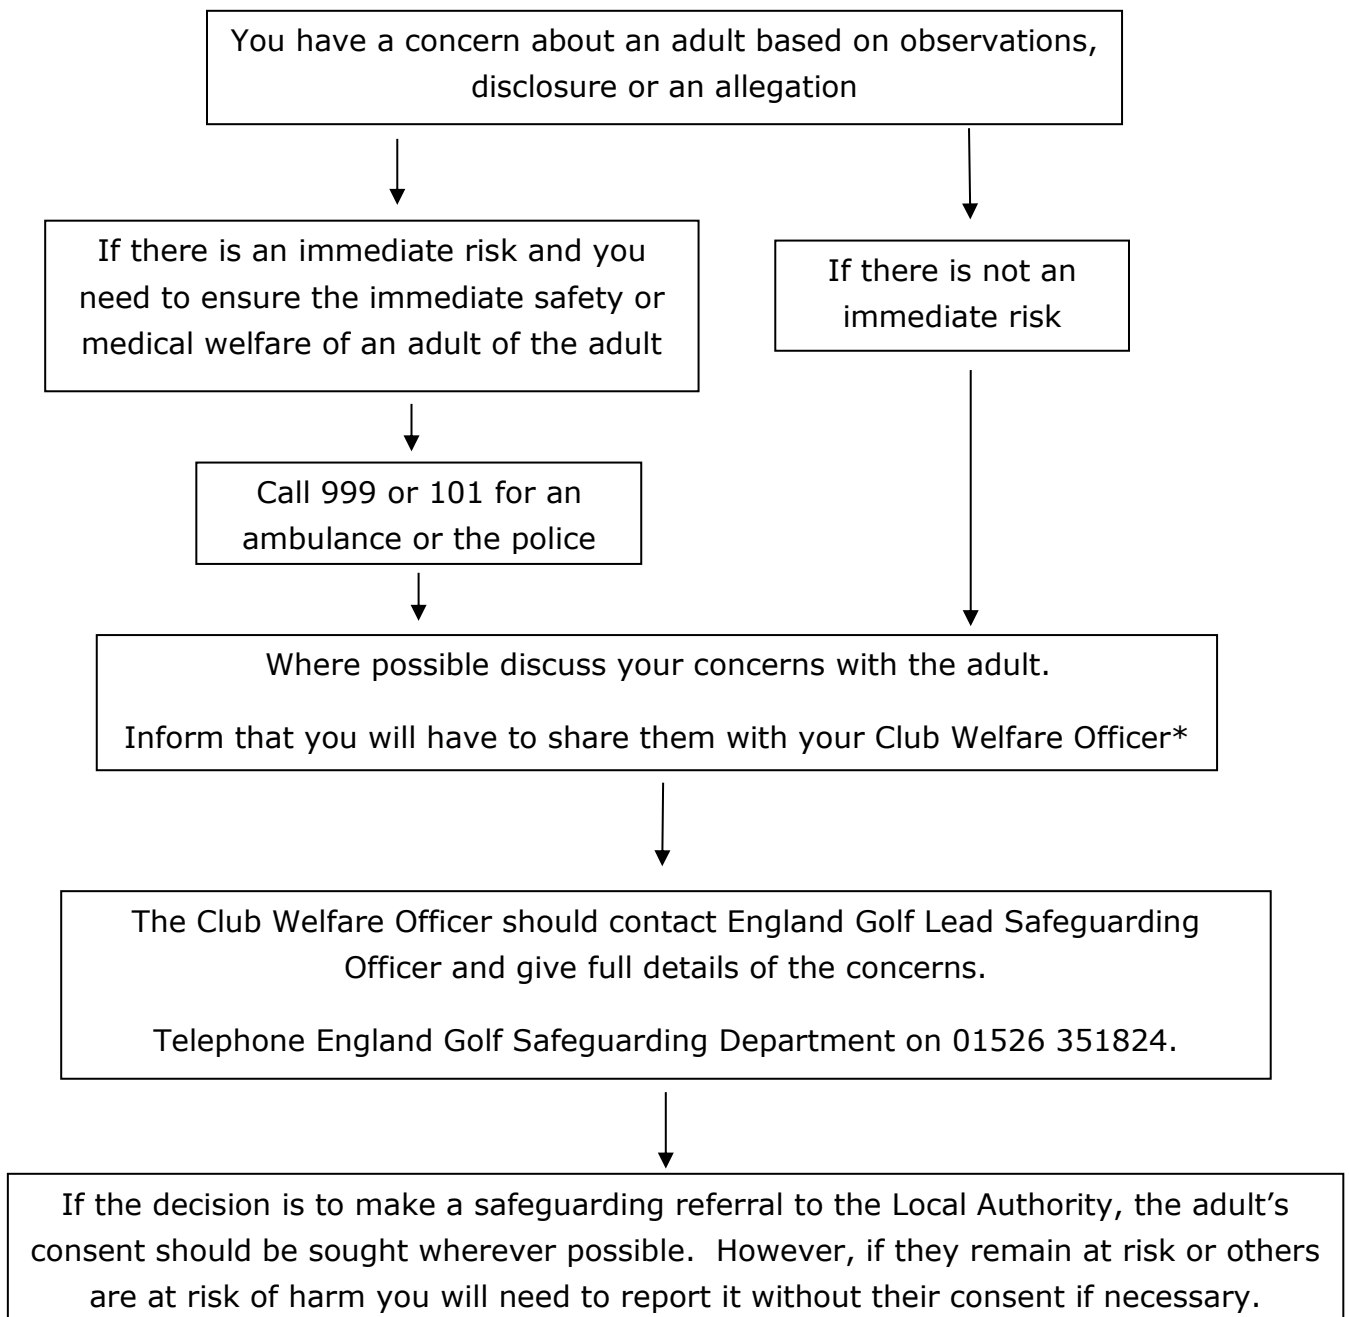 You have a concern about an adult based on observations,
disclosure or an allegation
If there is an immediate risk and you
need to ensure the immediate safety or
medical welfare of an adult of the adult
If there is not an
immediate risk
Call 999 or 101 for an
ambulance or the police
Where possible discuss your concerns with the adult.
Inform that you will have to share them with your Club Welfare Officer*
The Club Welfare Officer should contact England Golf Lead Safeguarding
Officer and give full details of the concerns.
Telephone England Golf Safeguarding Department on 01526 351824.
If the decision is to make a safeguarding referral to the Local Authority, the adult’s
consent should be sought wherever possible.  However, if they remain at risk or others
are at risk of harm you will need to report it without their consent if necessary.